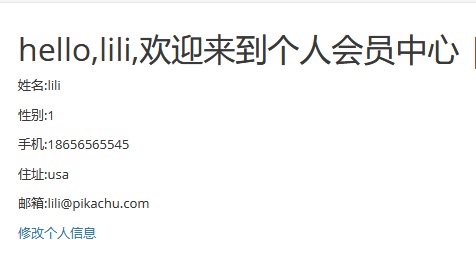 hello,lili,欢迎来到个人会员中心 |
姓名:lili
性别:1
手机:18656565545
住址:usa
邮箱:lili@pikachu.com
修改个人信息